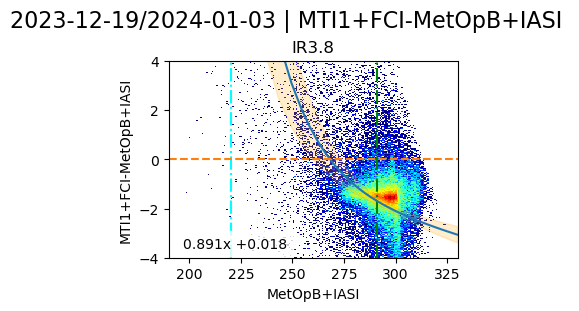 2023-12-19/2024-01-03 | MTI1+FCI-MetOpB+IASI
IR3.8
MTI1+FCI-MetOpB+IASI
4
2
0
−2
−4
0.891x +0.018
200 225 250 275 300 325
MetOpB+IASI